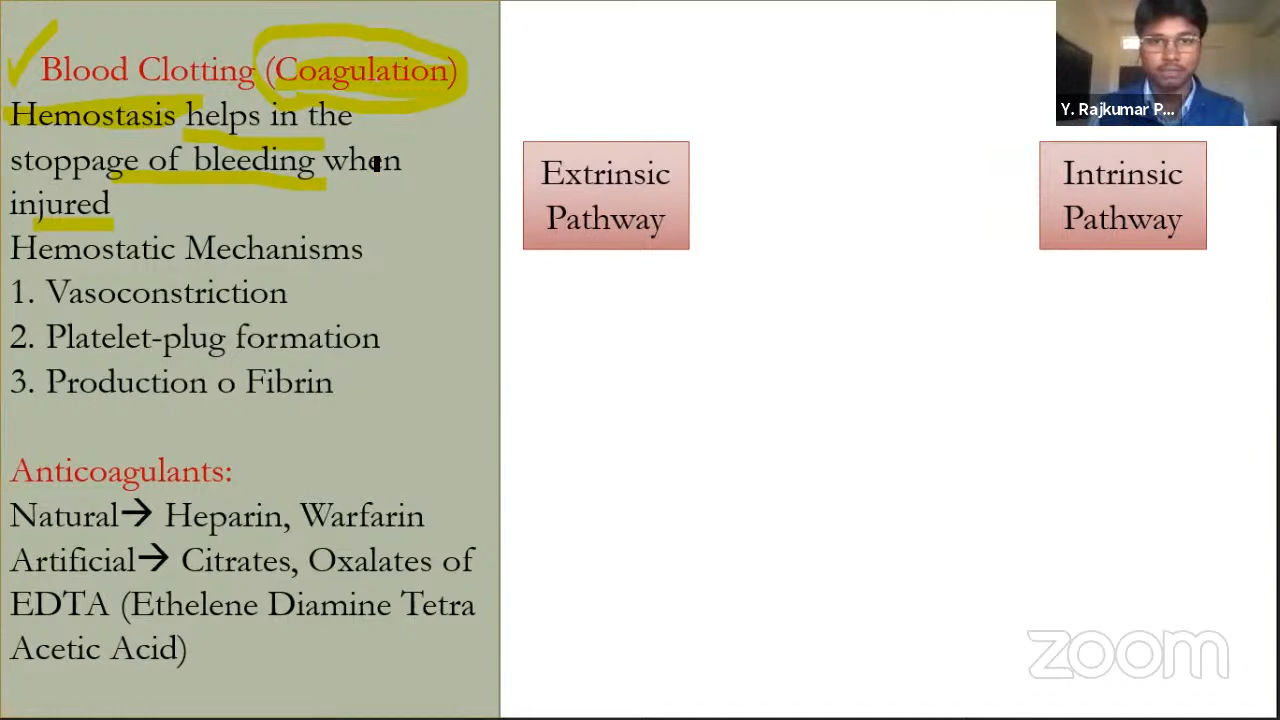 Blood Clotting (Coagulation)
Hemostasis helps in the
stoppage of bleeding when
injured
Hemostatic Mechanisms
1. Vasoconstriction
2. Platelet-plug formation
3. Production o Fibrin
Anticoagulants:
Natural→ Heparin, Warfarin
Artificial→ Citrates, Oxalates of
EDTA (Ethelene Diamine Tetra
Acetic Acid)
Extrinsic
Pathway
Intrinsic
Pathway
Y. Rajkumar P...
zoom